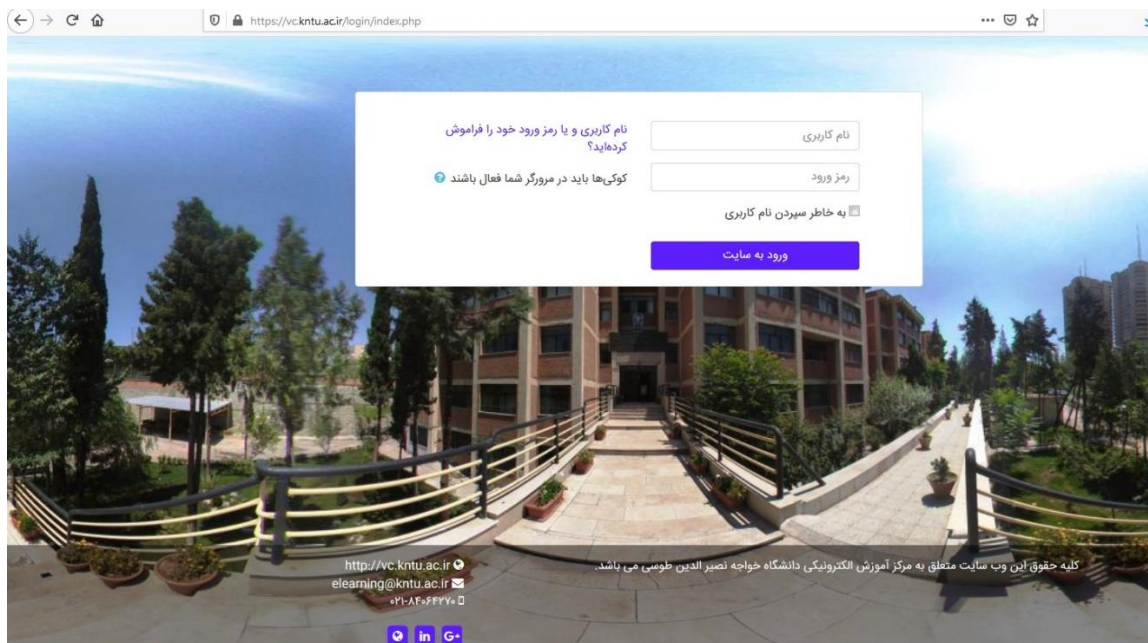 https://vc.kntu.ac.ir/login/index.php
نام کاربری
نام کاربری و یا رمز ورود خود را فراموش
کرده‌اید؟
رمز ورود
کوکی‌ها باید در مرورگر شما فعال باشند
به خاطر سپردن نام کاربری
ورود به سایت
کلیه حقوق این وب سایت متعلق به مرکز آموزش الکترونیکی دانشگاه خواجه نصیر الدین طوسی می باشد.
http://vc.kntu.ac.ir
elearning@kntu.ac.ir
۰۲۱-۸۴۰۶۴۲۷۰
in
G+